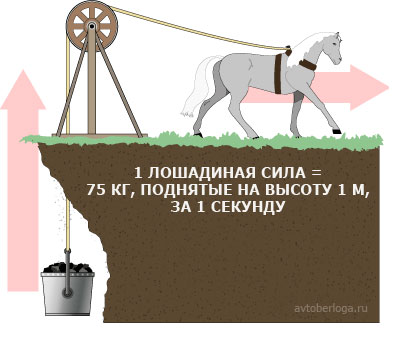 1 ЛОШАДИНАЯ СИЛА =
75 КГ, ПОДНЯТЫЕ НА ВЫСОТУ 1 М,
ЗА 1 СЕКУНДУ
avtoberloga.ru